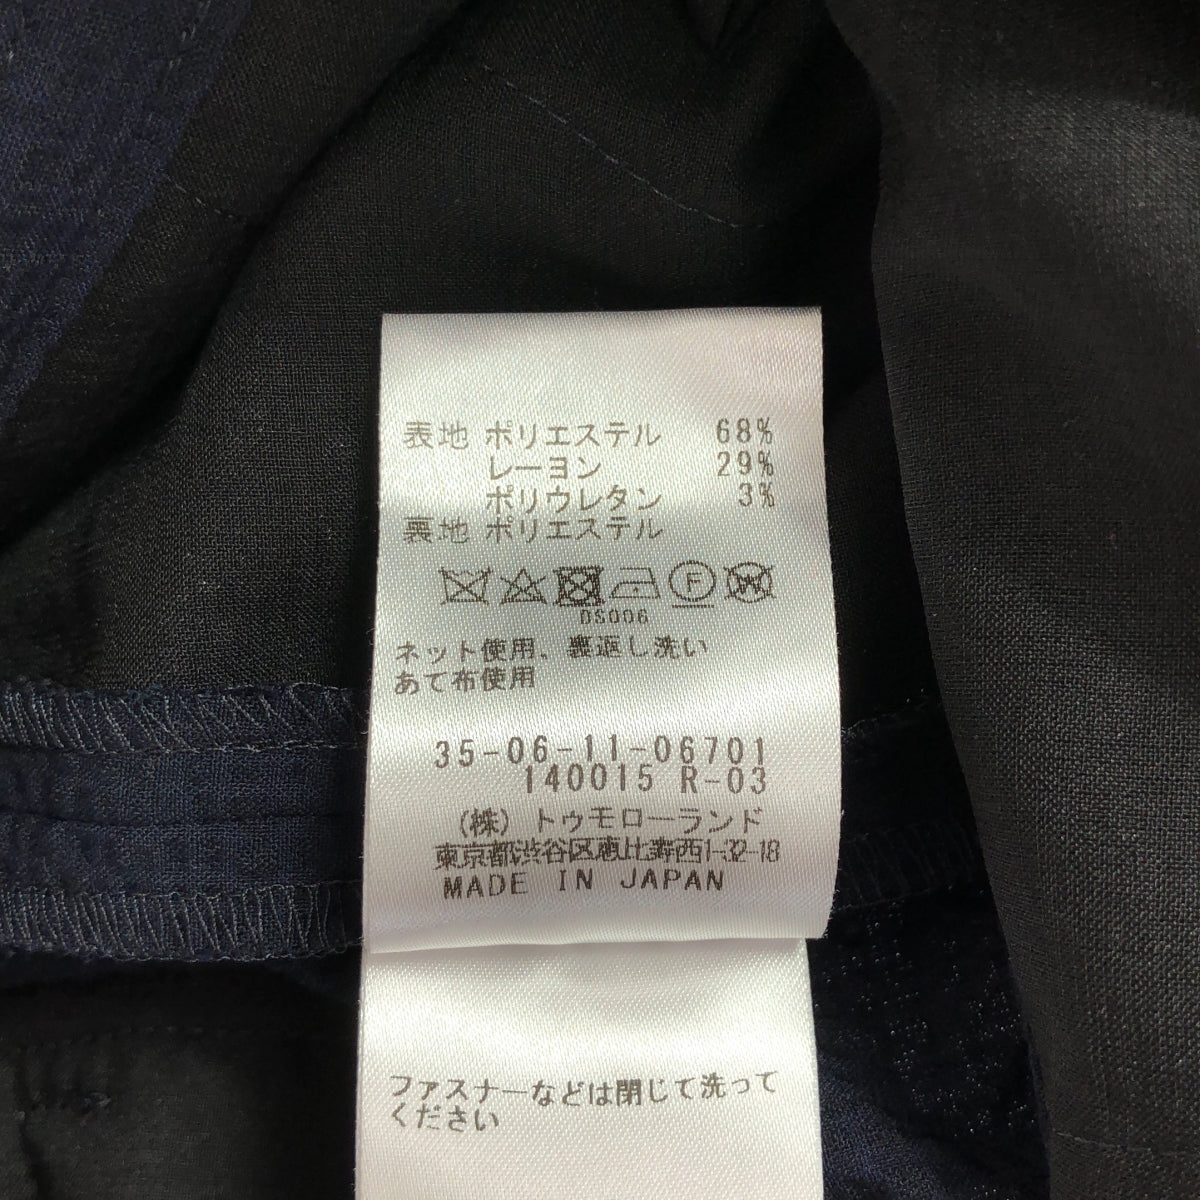 表地 ポリエステル 68%
レーヨン 29%
ポリウレタン 3%
裏地 ポリエステル
F W
DS006
ネット使用、裏返し洗い
あて布使用
35-06-11-06701
140015 R-03
(株) トゥモローランド
東京都渋谷区恵比寿西1-32-18
MADE IN JAPAN
ファスナーなどは閉じて洗って
ください